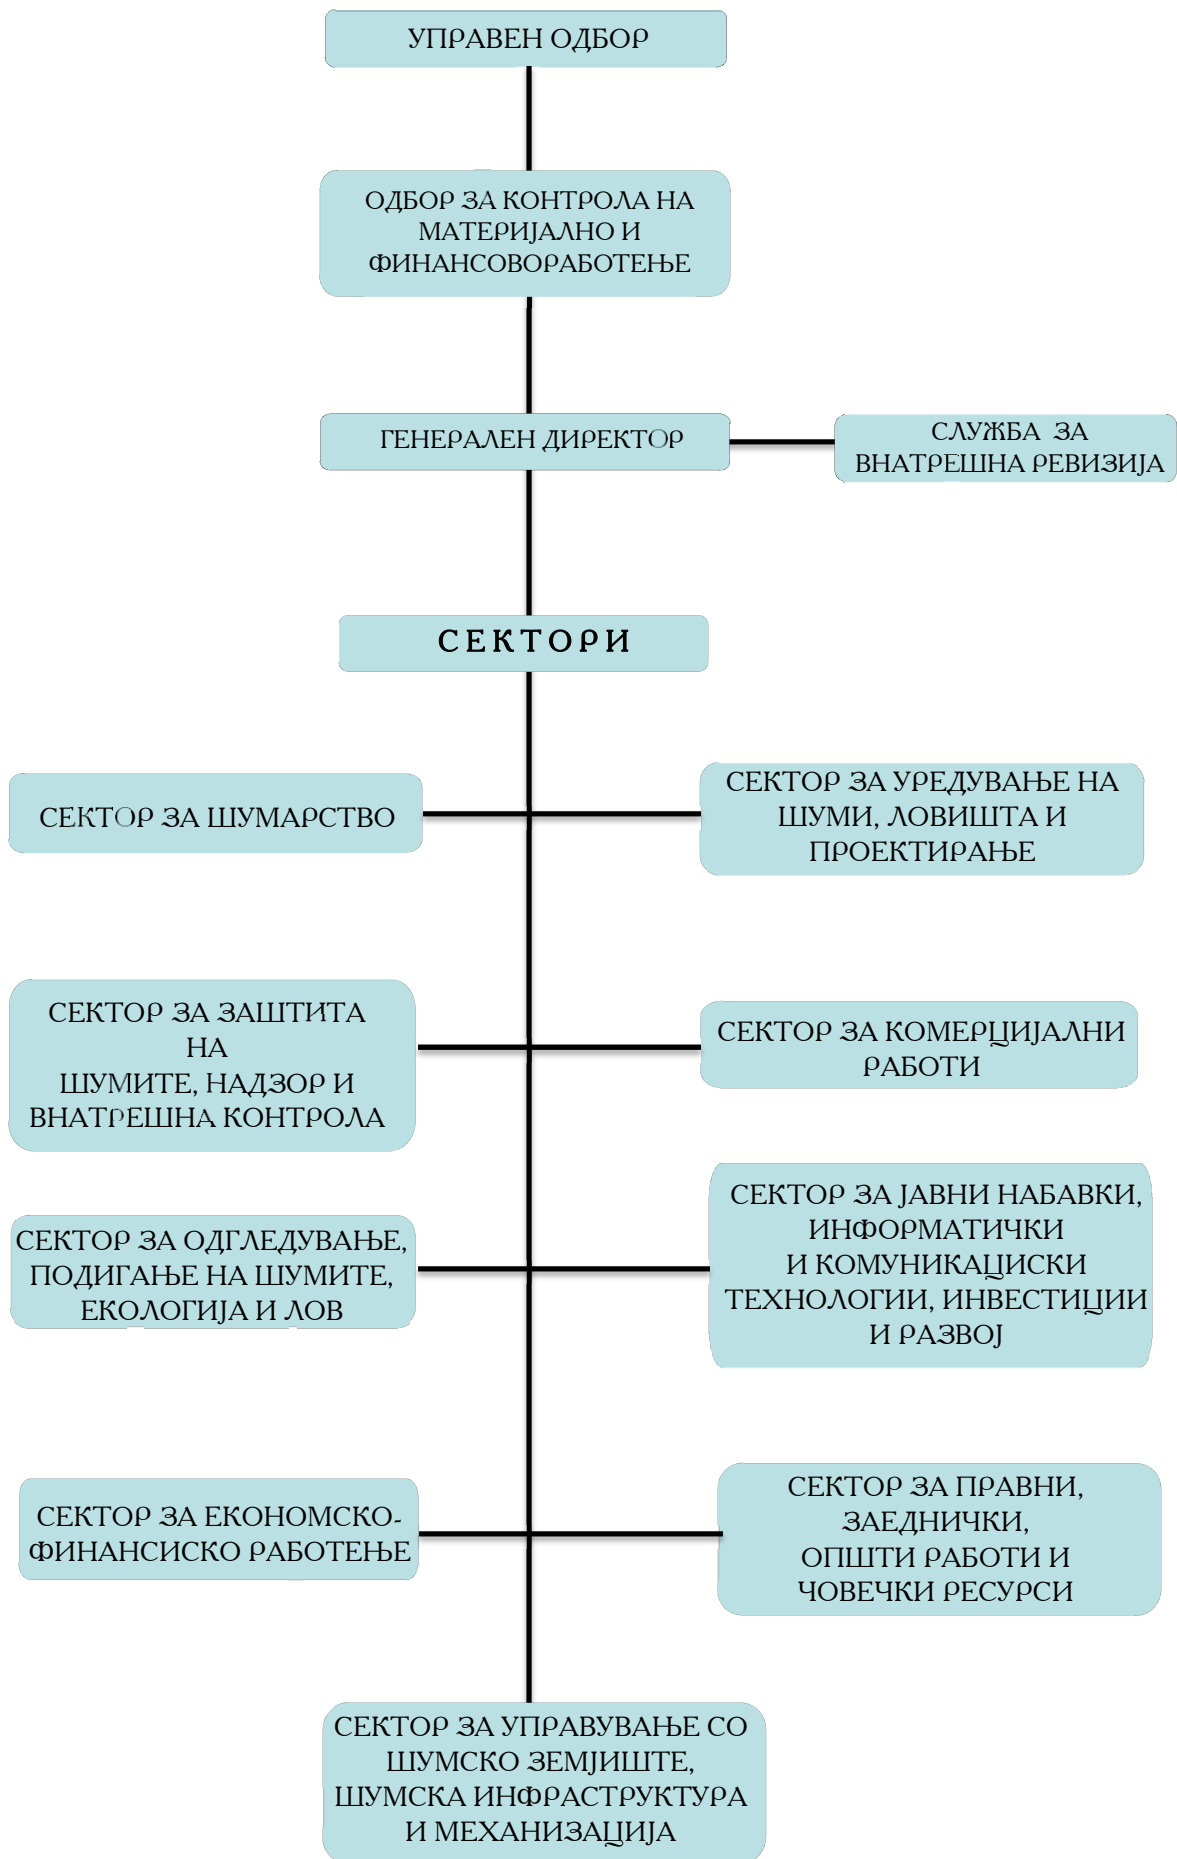 УПРАВЕН ОДБОР
ОДБОР ЗА КОНТРОЛА НА
МАТЕРИЈАЛНО И
ФИНАНСОВОРАБОТЕЊЕ
ГЕНЕРАЛЕН ДИРЕКТОР
СЛУЖБА ЗА
ВНАТРЕШНА РЕВИЗИЈА
СЕКТОРИ
СЕКТОР ЗА ШУМАРСТВО
СЕКТОР ЗА УРЕДУВАЊЕ НА
ШУМИ, ЛОВИШТА И
ПРОЕКТИРАЊЕ
СЕКТОР ЗА ЗАШТИТА
НА
ШУМИТЕ, НАДЗОР И
ВНАТРЕШНА КОНТРОЛА
СЕКТОР ЗА КОМЕРЦИЈАЛНИ
РАБОТИ
СЕКТОР ЗА ОДГЛЕДУВАЊЕ,
ПОДИГАЊЕ НА ШУМИТЕ,
ЕКОЛОГИЈА И ЛОВ
СЕКТОР ЗА ЈАВНИ НАБАВКИ,
ИНФОРМАТИЧКИ
И КОМУНИКАЦИСКИ
ТЕХНОЛОГИИ, ИНВЕСТИЦИИ
И РАЗВОЈ
СЕКТОР ЗА ЕКОНОМСКО-
ФИНАНСИСКО РАБОТЕЊЕ
СЕКТОР ЗА ПРАВНИ,
ЗАЕДНИЧКИ,
ОПШТИ РАБОТИ И
ЧОВЕЧКИ РЕСУРСИ
СЕКТОР ЗА УПРАВУВАЊЕ СО
ШУМСКО ЗЕМЈИШТЕ,
ШУМСКА ИНФРАСТРУКТУРА
И МЕХАНИЗАЦИЈА